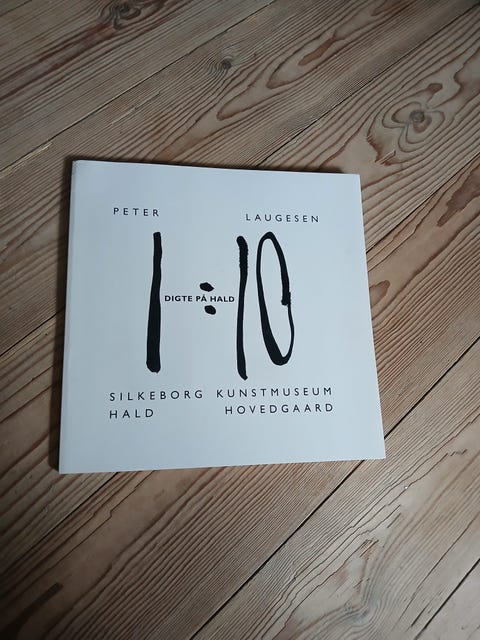 PETER LAUGESEN
1:10
DIGTE PÅ HALD
SILKEBORG KUNSTMUSEUM
HALD HOVEDGAARD